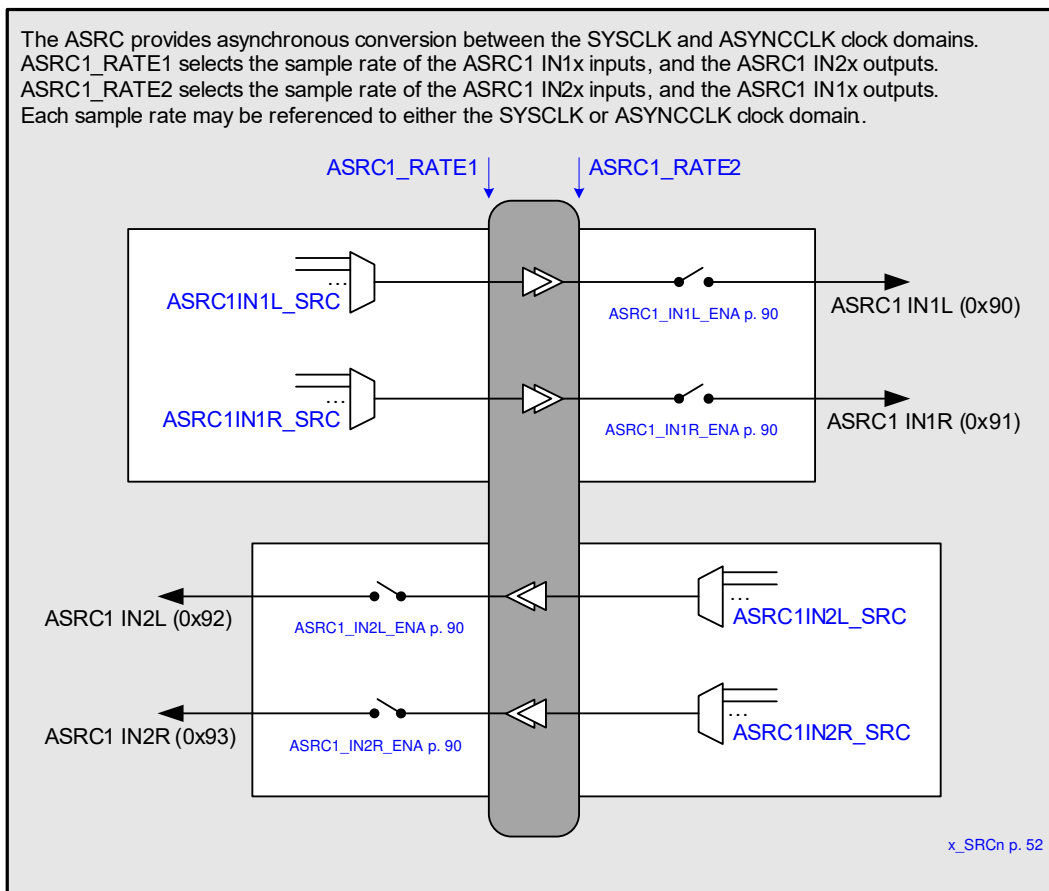 The ASRC provides asynchronous conversion between the SYSCLK and ASYNCCLK clock domains.
ASRC1_RATE1 selects the sample rate of the ASRC1 IN1x inputs, and the ASRC1 IN2x outputs.
ASRC1_RATE2 selects the sample rate of the ASRC1 IN2x inputs, and the ASRC1 IN1x outputs.
Each sample rate may be referenced to either the SYSCLK or ASYNCCLK clock domain..
ASRC1_RATE1
ASRC1_RATE2
...
ASRC1IN1L_SRC
ASRC1_IN1L_ENA p. 90
ASRC1 IN1L (0x90)
...
ASRC1IN1R_SRC
ASRC1_IN1R_ENA p. 90
ASRC1 IN1R (0x91)
ASRC1 IN2L (0x92)
ASRC1_IN2L_ENA p. 90
...
ASRC1IN2L_SRC
ASRC1 IN2R (0x93)
ASRC1_IN2R_ENA p. 90
...
ASRC1IN2R_SRC
x_SRCn p. 52